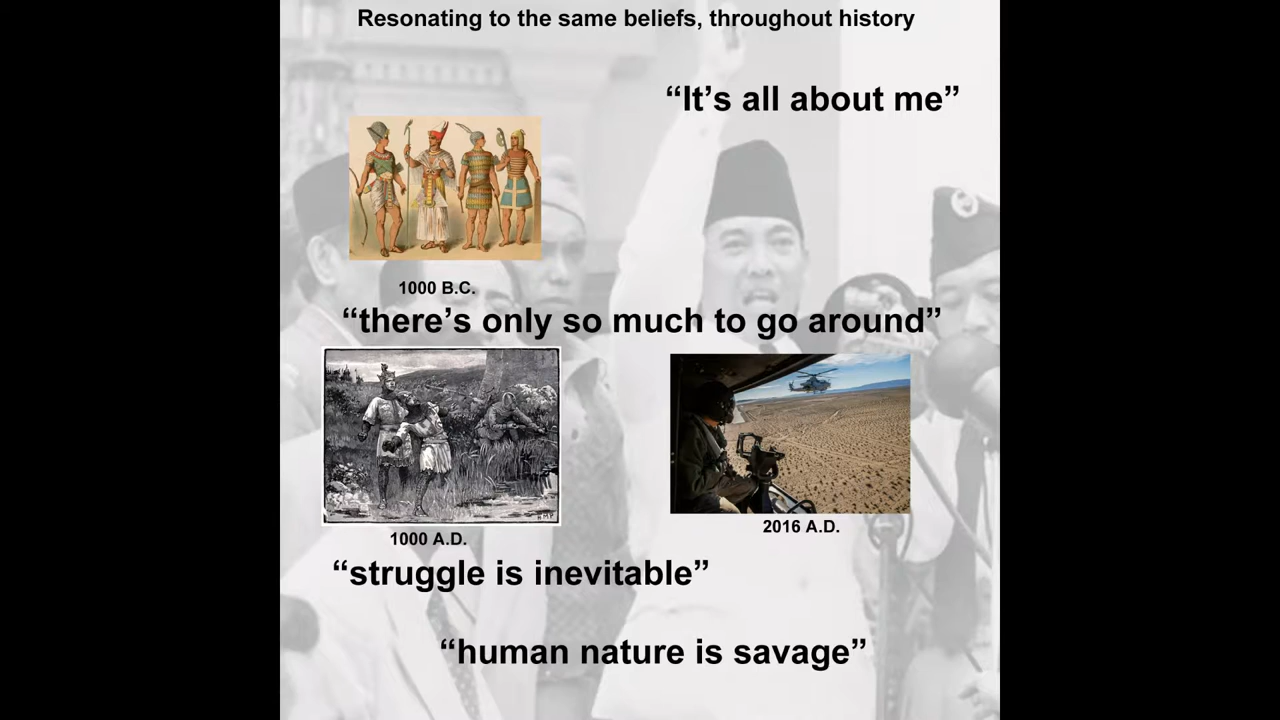 Resonating to the same beliefs, throughout history
“It’s all about me”
1000 B.C.
“there’s only so much to go around”
1000 A.D.
2016 A.D.
“struggle is inevitable”
“human nature is savage”